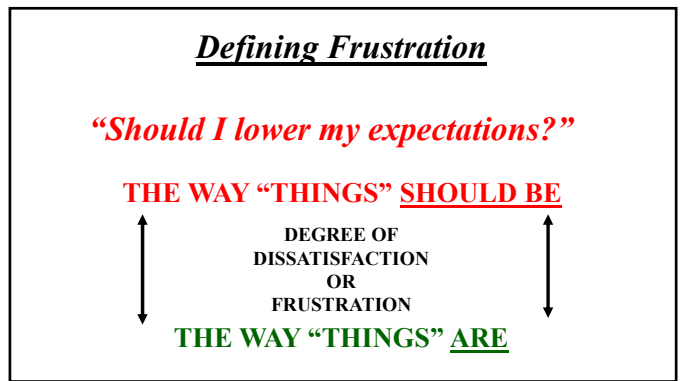 Defining Frustration
“Should I lower my expectations?”
THE WAY “THINGS” SHOULD BE
DEGREE OF
DISSATISFACTION
OR
FRUSTRATION
THE WAY “THINGS” ARE